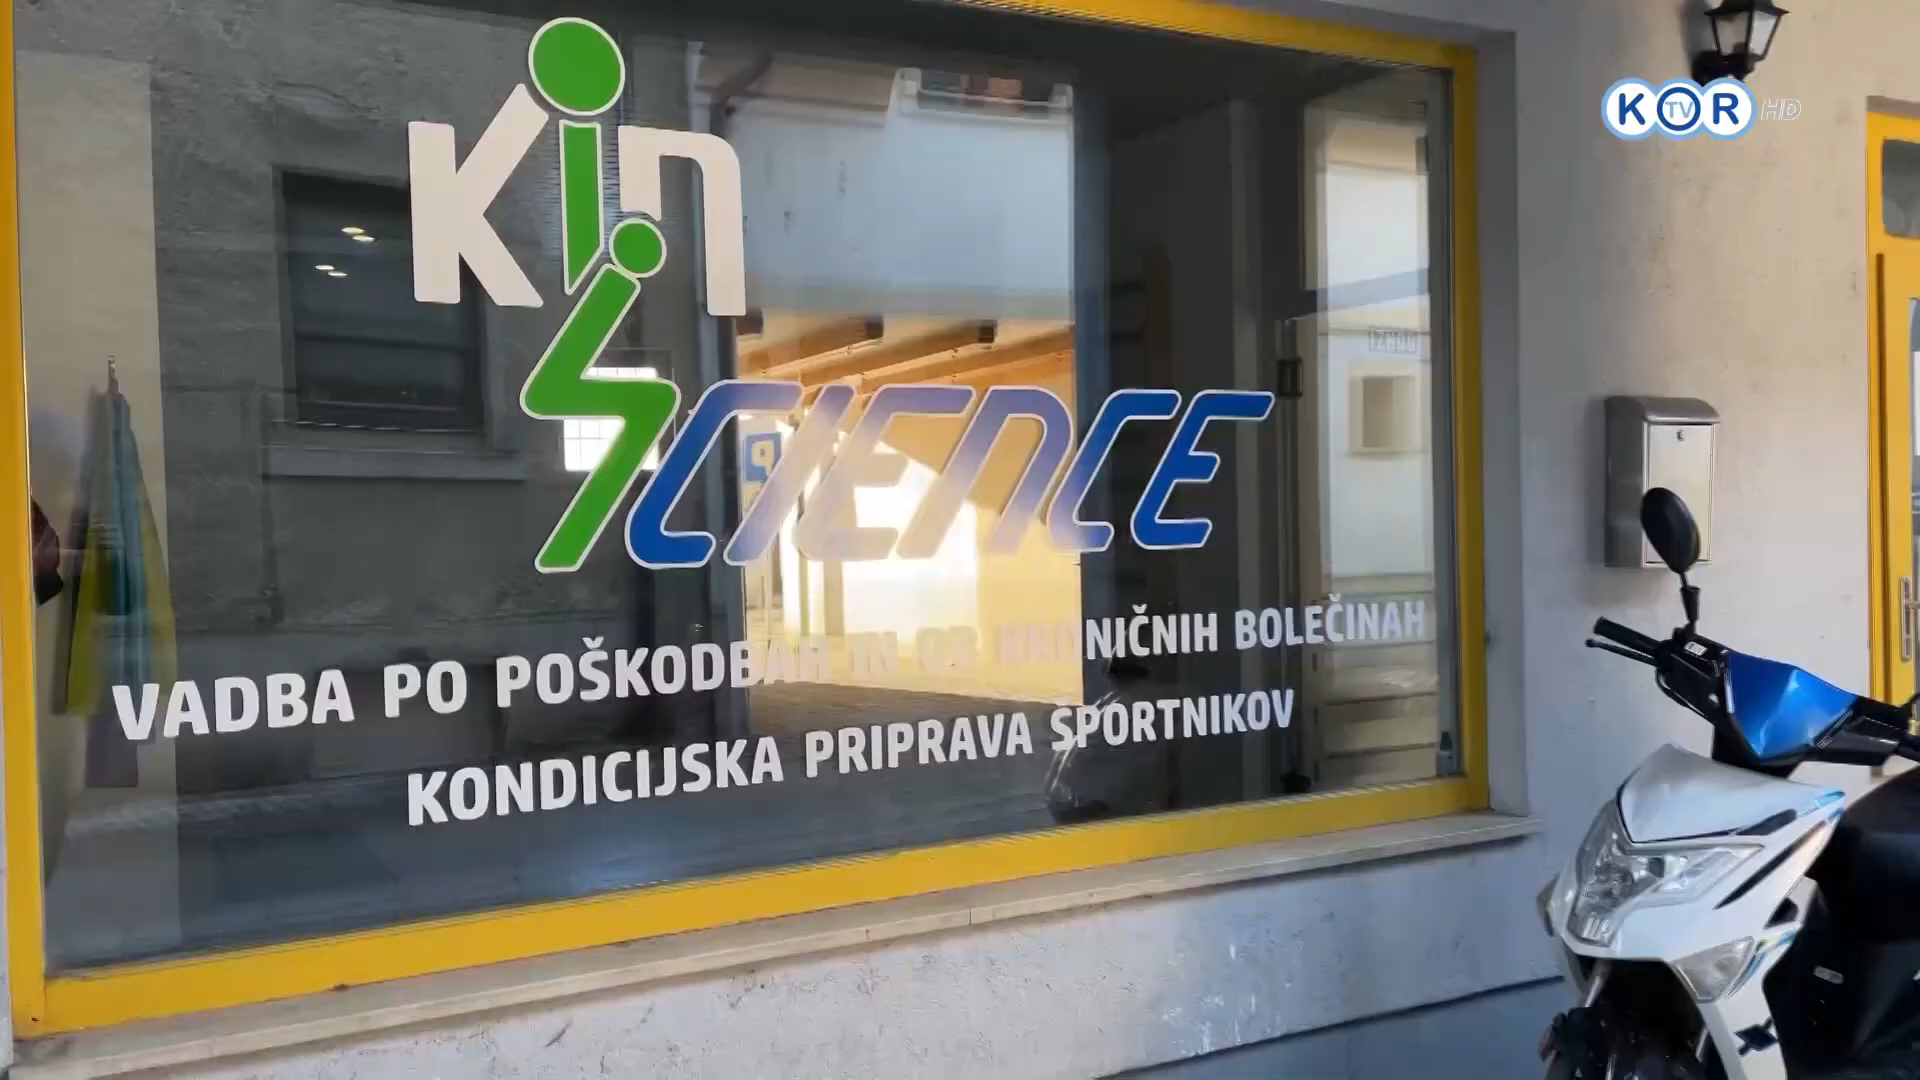 Kin
SCIENCE
VADBA PO POŠKODBAH IN OB KRONIČNIH BOLEČINAH
KONDICIJSKA PRIPRAVA ŠPORTNIKOV
KOR TV HD
P